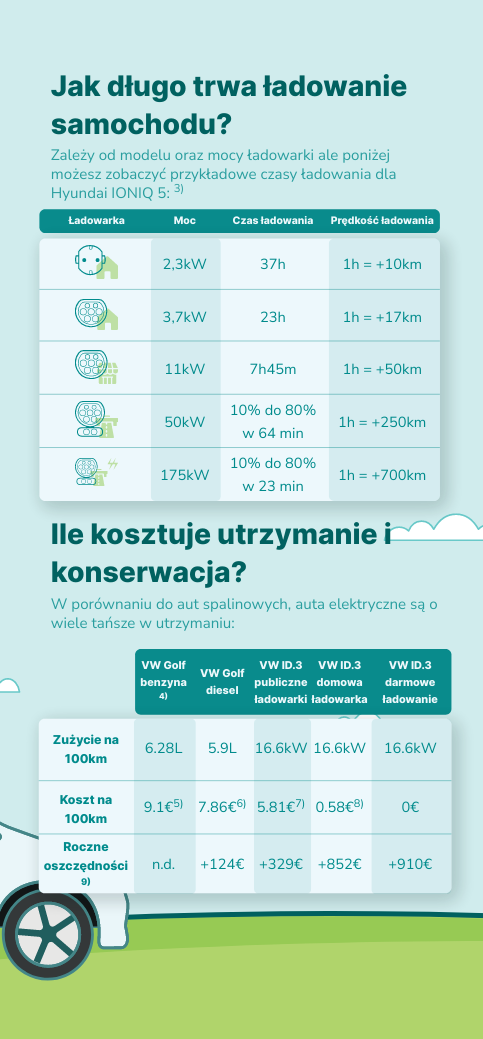 Jak długo trwa ładowanie
samochodu?
Zależy od modelu oraz mocy ładowarki ale poniżej
możesz zobaczyć przykładowe czasy ładowania dla
Hyundai IONIQ 5: 3)
Ładowarka Moc Czas ładowania Prędkość ładowania
2,3kW 37h 1h = +10km
3,7kW 23h 1h = +17km
11kW 7h45m 1h = +50km
50kW 10% do 80% w 64 min 1h = +250km
175kW 10% do 80% w 23 min 1h = +700km
Ile kosztuje utrzymanie i
konserwacja?
W porównaniu do aut spalinowych, auta elektryczne są o
wiele tańsze w utrzymaniu:
VW Golf benzyna 4) VW Golf diesel VW ID.3 publiczne ładowarki VW ID.3 domowa ładowarka VW ID.3 darmowe ładowanie
Zużycie na 100km 6.28L 5.9L 16.6kW 16.6kW 16.6kW
Koszt na 100km 9.1€5) 7.86€6) 5.81€7) 0.58€8) 0€
Roczne oszczędności 9) n.d. +124€ +329€ +852€ +910€